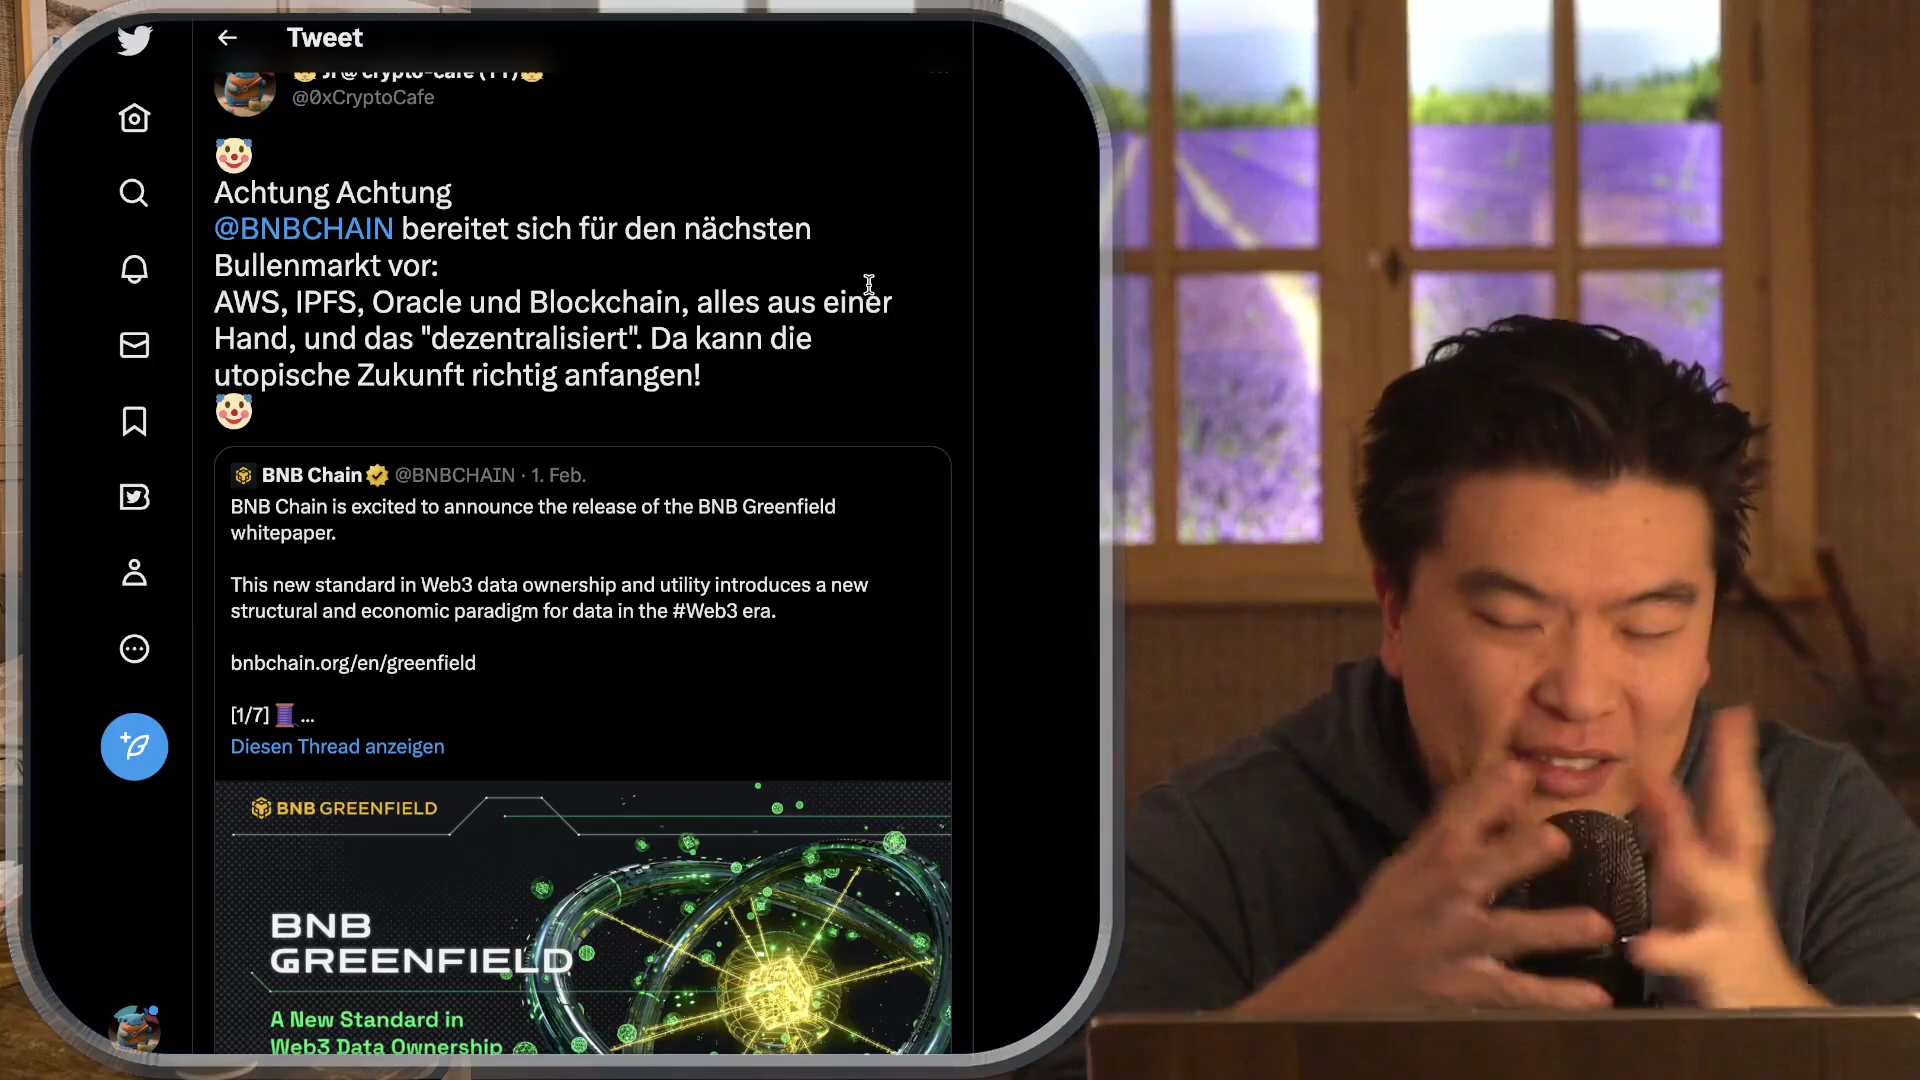 Tweet
@0xCryptoCafe
Achtung Achtung
@BNBCHAIN bereitet sich für den nächsten
Bullenmarkt vor:
AWS, IPFS, Oracle und Blockchain, alles aus einer
Hand, und das "dezentralisiert". Da kann die
utopische Zukunft richtig anfangen!
BNB Chain @BNBCHAIN · 1. Feb.
BNB Chain is excited to announce the release of the BNB Greenfield
whitepaper.
This new standard in Web3 data ownership and utility introduces a new
structural and economic paradigm for data in the #Web3 era.
bnbchain.org/en/greenfield
[1/7] ...
Diesen Thread anzeigen
BNB GREENFIELD
BNB
GREENFIELD
A New Standard in
Web3 Data Ownership